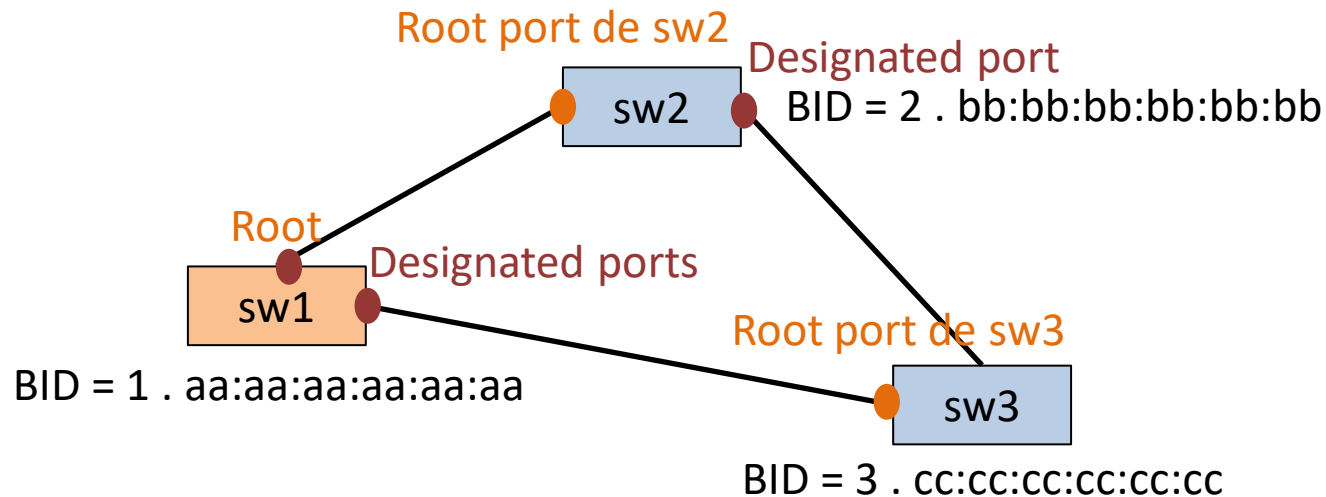 Root port de sw2
Designated port
sw2
BID = 2 . bb:bb:bb:bb:bb:bb
Root
Designated ports
sw1
Root port de sw3
BID = 1 . aa:aa:aa:aa:aa:aa
sw3
BID = 3 . cc:cc:cc:cc:cc:cc